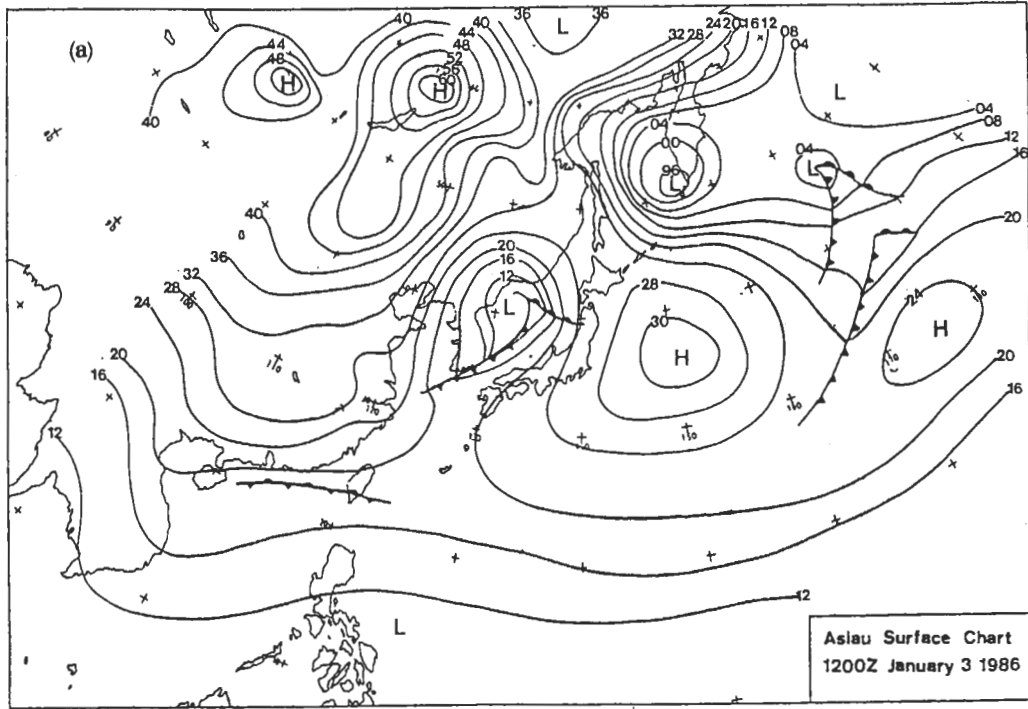 (a)
40 36 L 36 24 20 16 12
44 40 32 28 08
44 48 04
48 52
H 56
60
H L
40 04 04
08
04 00 12
L 16
96
L
40 20
36 20
32 16 28
28 12 24
24 L 30 H
H
20 20
16 16
12
12
L
Asiau Surface Chart
1200Z January 3 1986